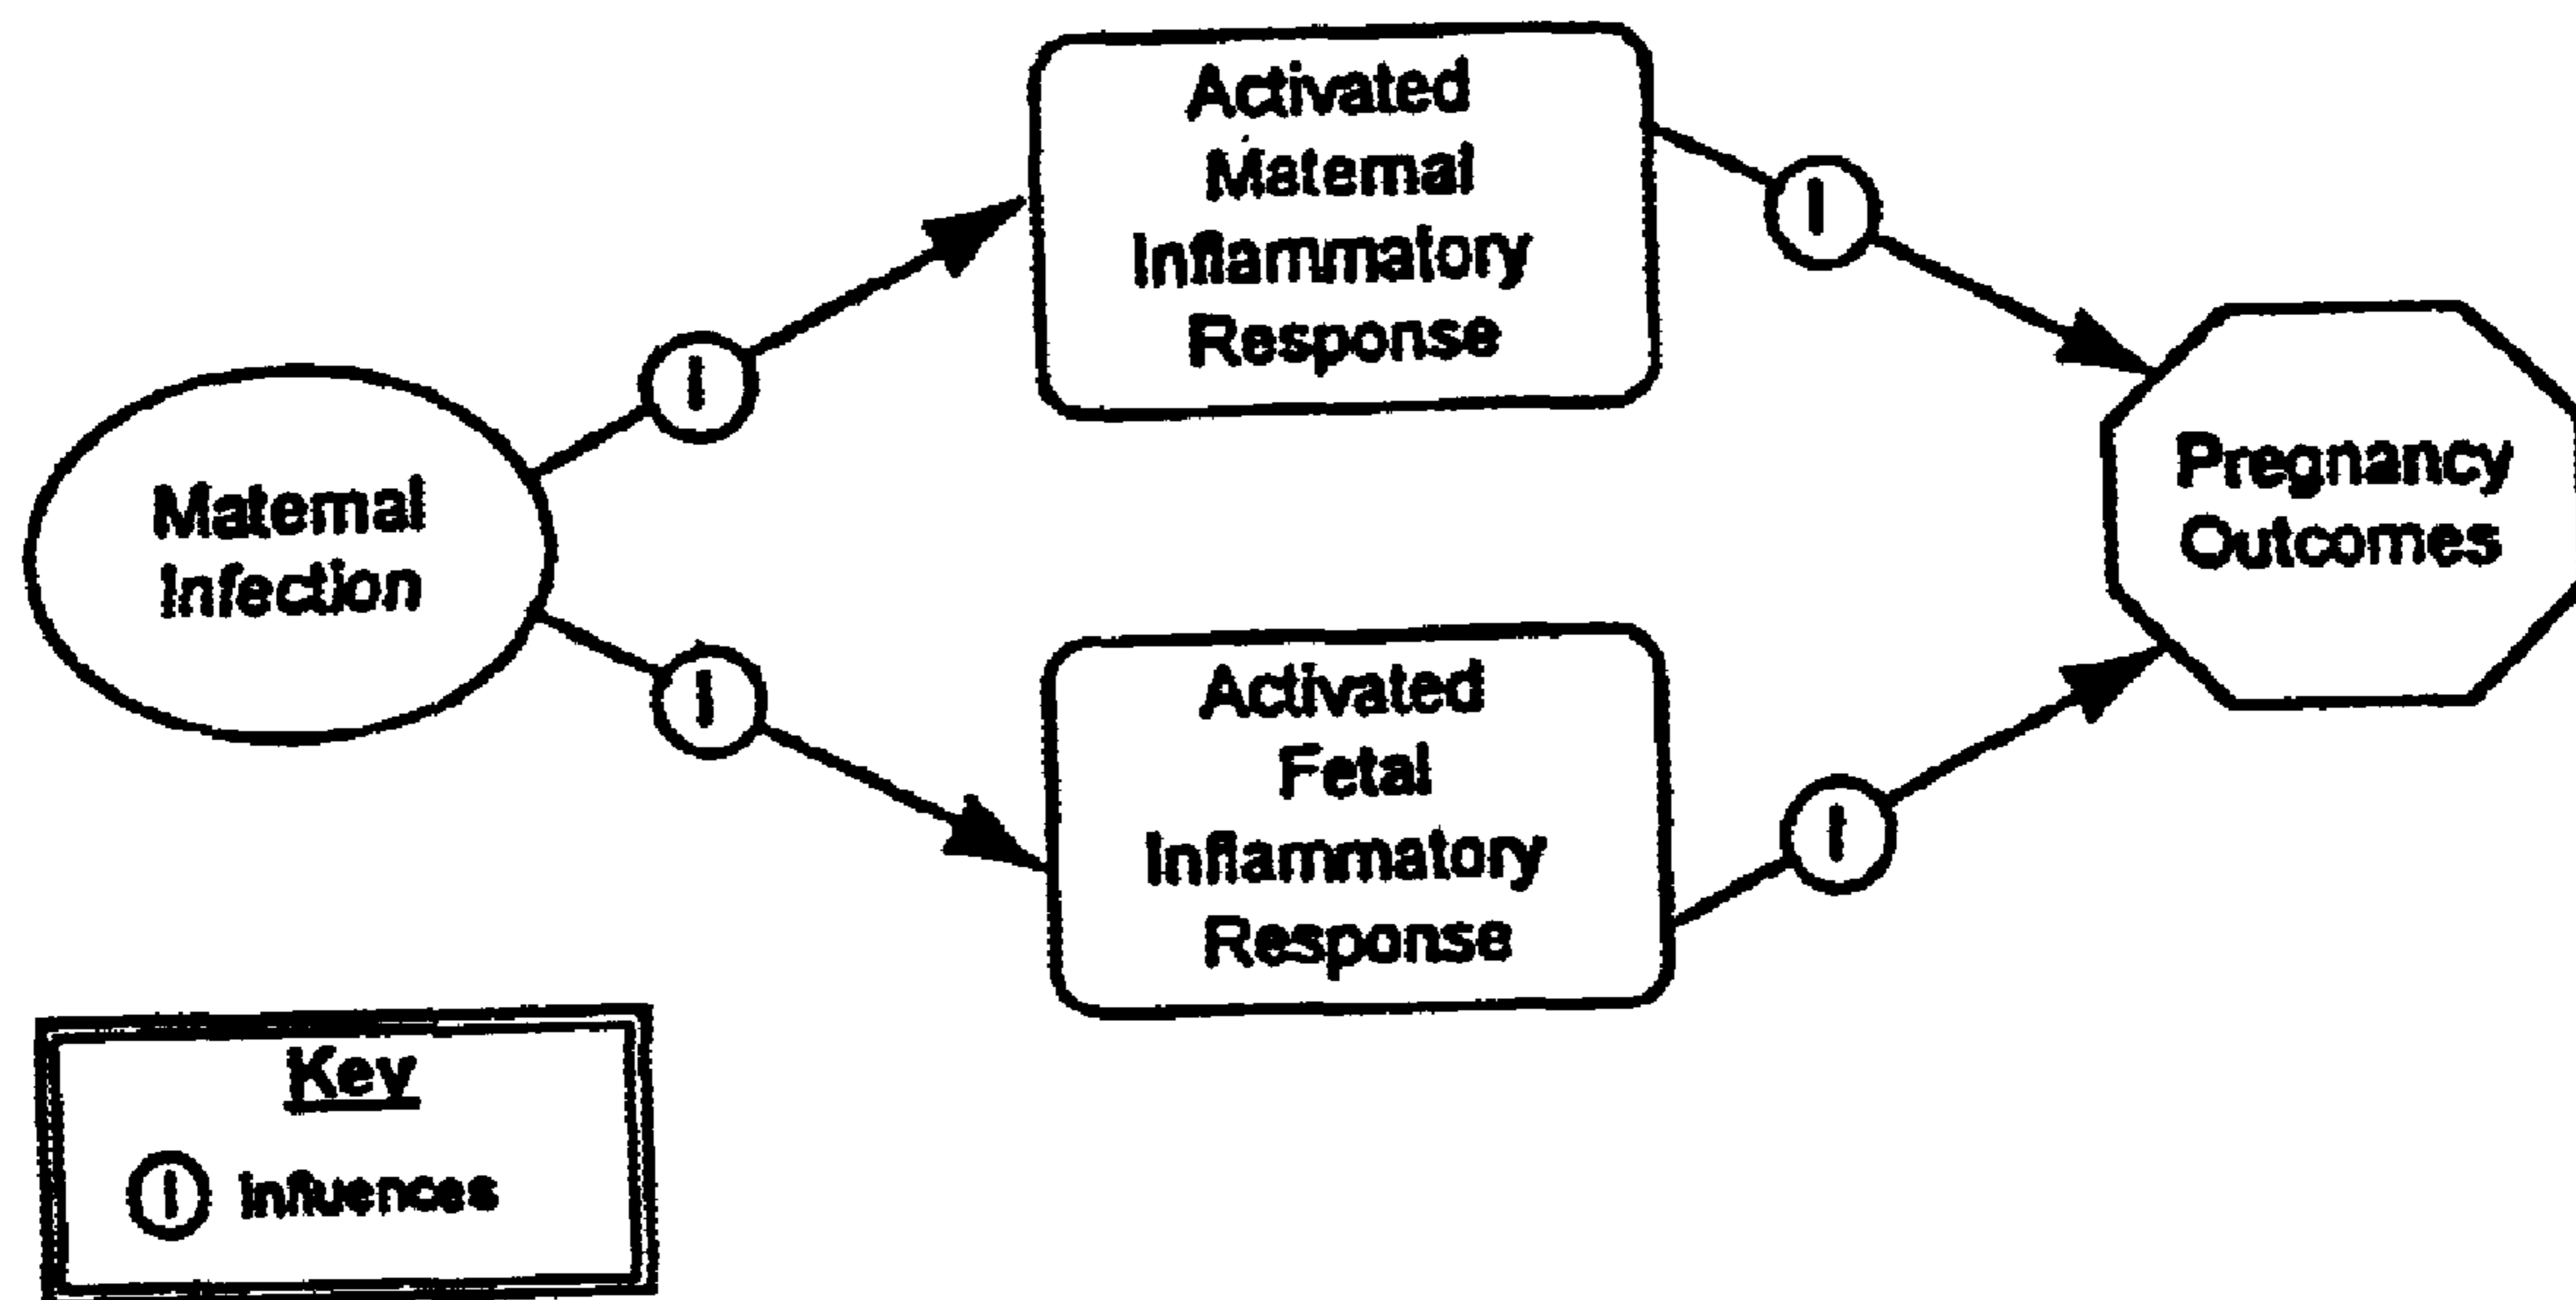 Activated
Maternal
Inflammatory
Response
I
I
Maternal
Infection
Pregnancy
Outcomes
I
I
Activated
Fetal
Inflammatory
Response
Key
I Influences